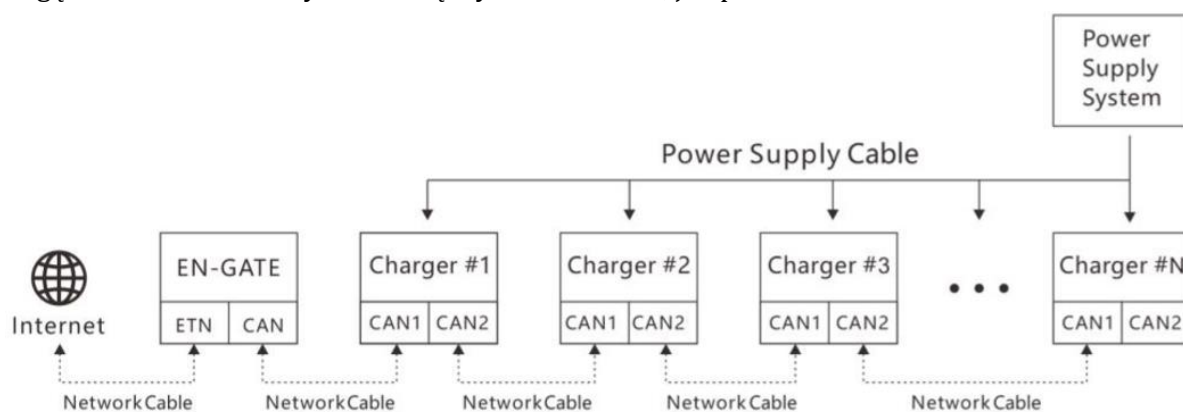 Power
Supply
System
Power Supply Cable
EN-GATE
Charger #1
Charger #2
Charger #3
Charger #N
ETN
CAN
CAN1
CAN2
CAN1
CAN2
CAN1
CAN2
CAN1
CAN2
Internet
Network Cable
Network Cable
Network Cable
Network Cable
Network Cable